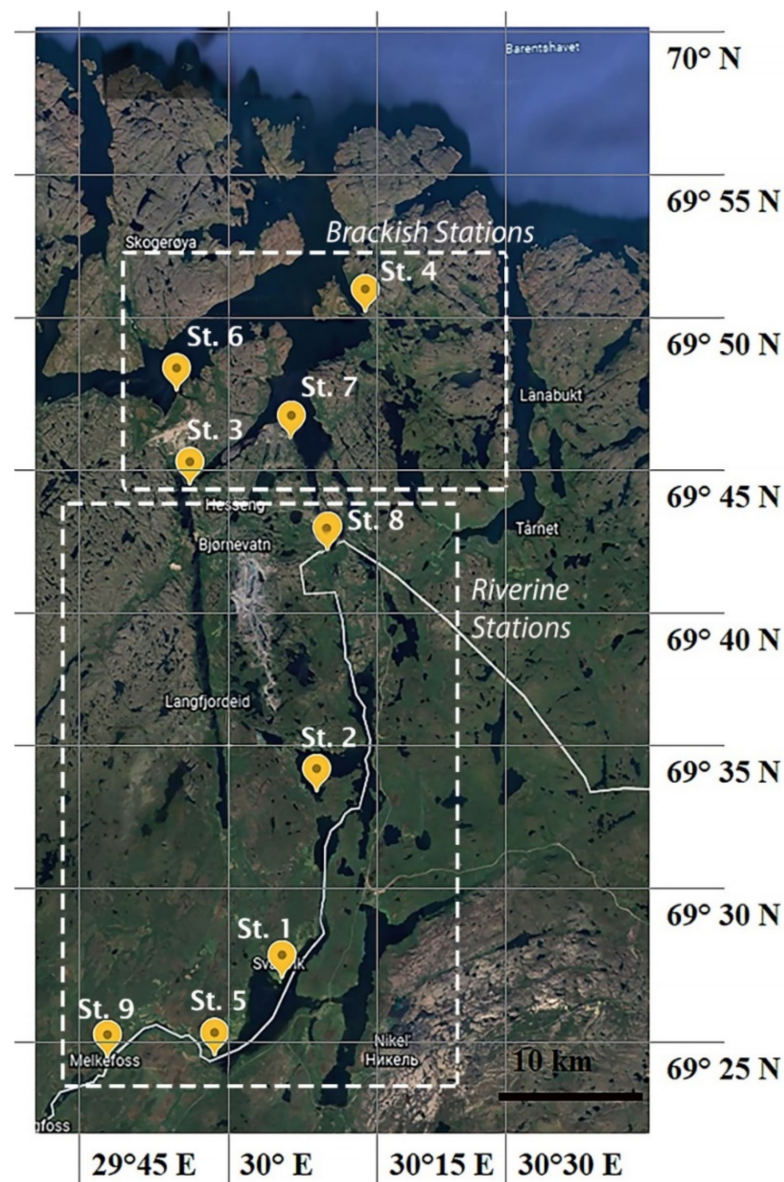 Barentshavet
70° N
69° 55 N
Skogerøya
Brackish Stations
St. 4
69° 50 N
St. 6
Lanabukt
St. 7
St. 3
69° 45 N
Hesseng
St. 8
Bjørnevatn
Tårnet
Riverine
Stations
69° 40 N
Langfjordeid
St. 2
69° 35 N
69° 30 N
St. 1
St. 9
St. 5
Melkefoss
Nikel'
Никель
10 km
69° 25 N
gfoss
29°45 E
30° E
30°15 E
30°30 E